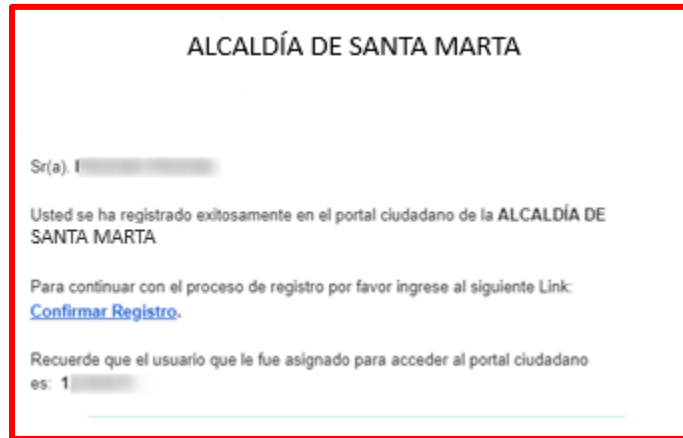 ALCALDÍA DE SANTA MARTA
Sr(a).
Usted se ha registrado exitosamente en el portal ciudadano de la ALCALDÍA DE
SANTA MARTA
Para continuar con el proceso de registro por favor ingrese al siguiente Link:
Confirmar Registro.
Recuerde que el usuario que le fue asignado para acceder al portal ciudadano
es: 1